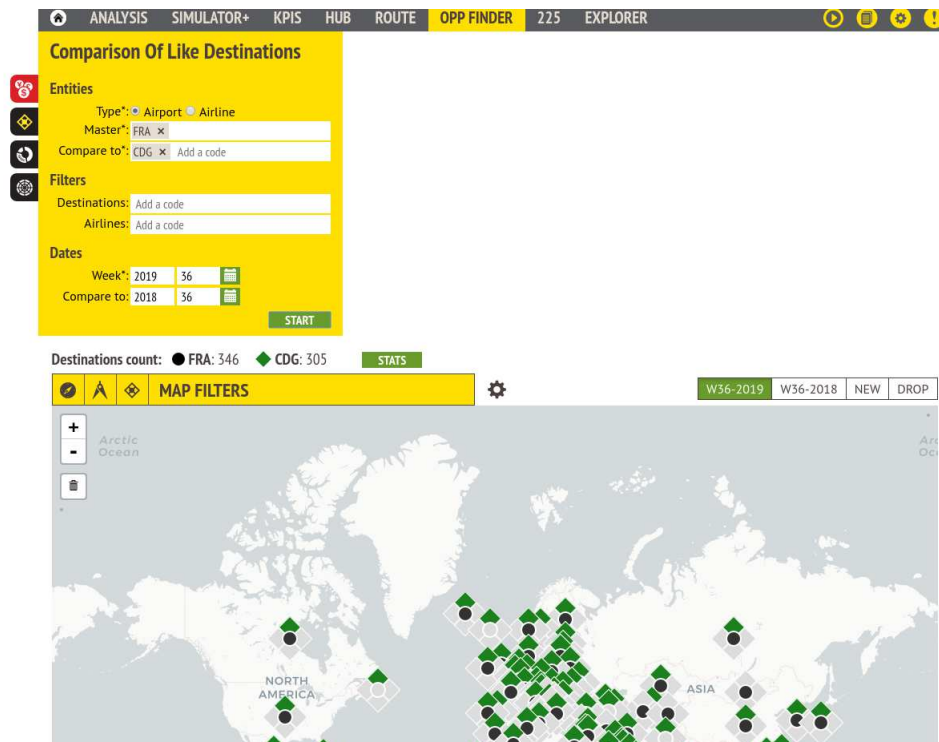 ANALYSIS SIMULATOR+ KPIS HUB ROUTE OPP FINDER 225 EXPLORER
Comparison Of Like Destinations
Entities
Type*: Airport Airline
Master*: FRA ×
Compare to*: CDG × Add a code
Filters
Destinations: Add a code
Airlines: Add a code
Dates
Week*: 2019 36
Compare to: 2018 36
START
Destinations count: FRA: 346 CDG: 305 STATS
MAP FILTERS W36-2019 W36-2018 NEW DROP
+
-
Arctic
Ocean
NORTH
AMERICA
ASIA